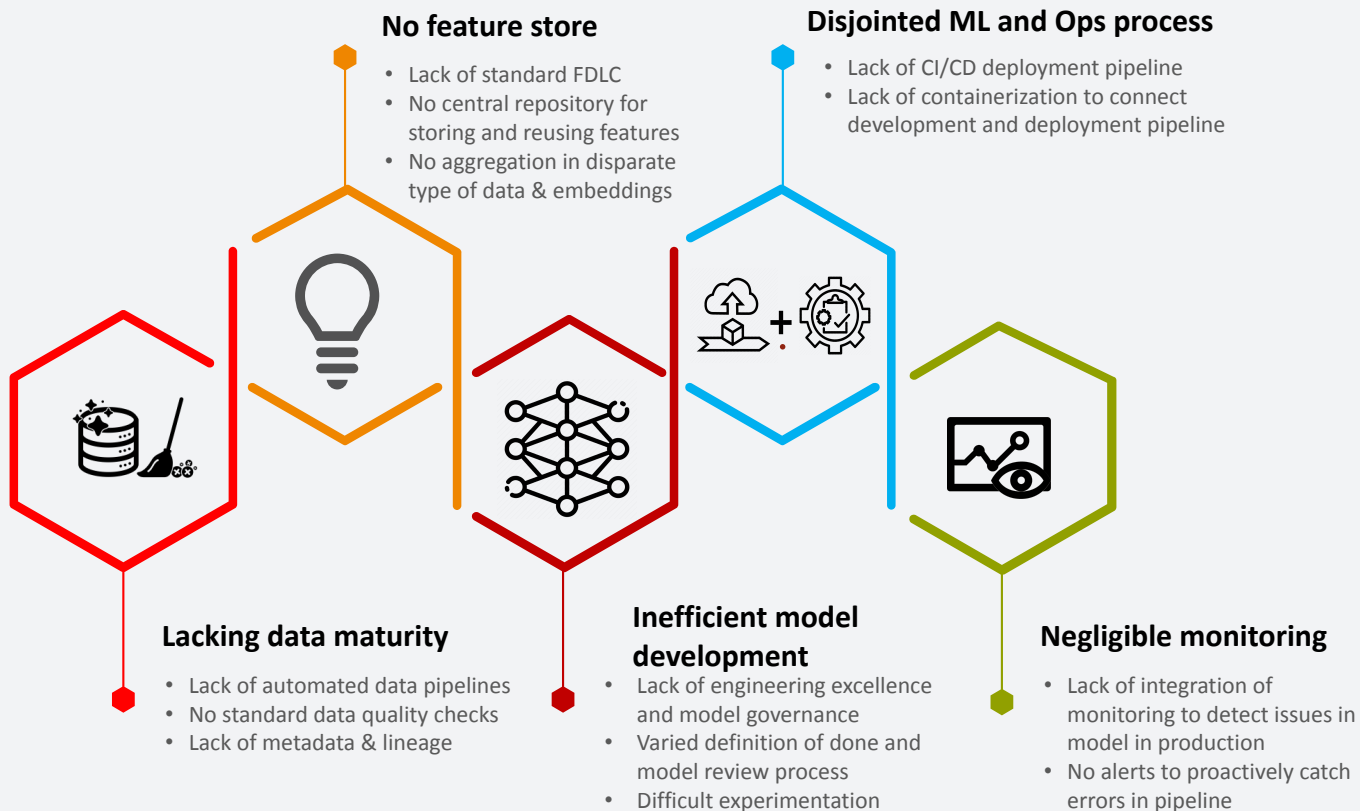 No feature store
• Lack of standard FDLC
• No central repository for
storing and reusing features
• No aggregation in disparate
type of data & embeddings
Disjointed ML and Ops process
• Lack of CI/CD deployment pipeline
• Lack of containerization to connect
development and deployment pipeline
Lacking data maturity
• Lack of automated data pipelines
• No standard data quality checks
• Lack of metadata & lineage
Inefficient model
development
• Lack of engineering excellence
and model governance
• Varied definition of done and
model review process
• Difficult experimentation
Negligible monitoring
• Lack of integration of
monitoring to detect issues in
model in production
• No alerts to proactively catch
errors in pipeline